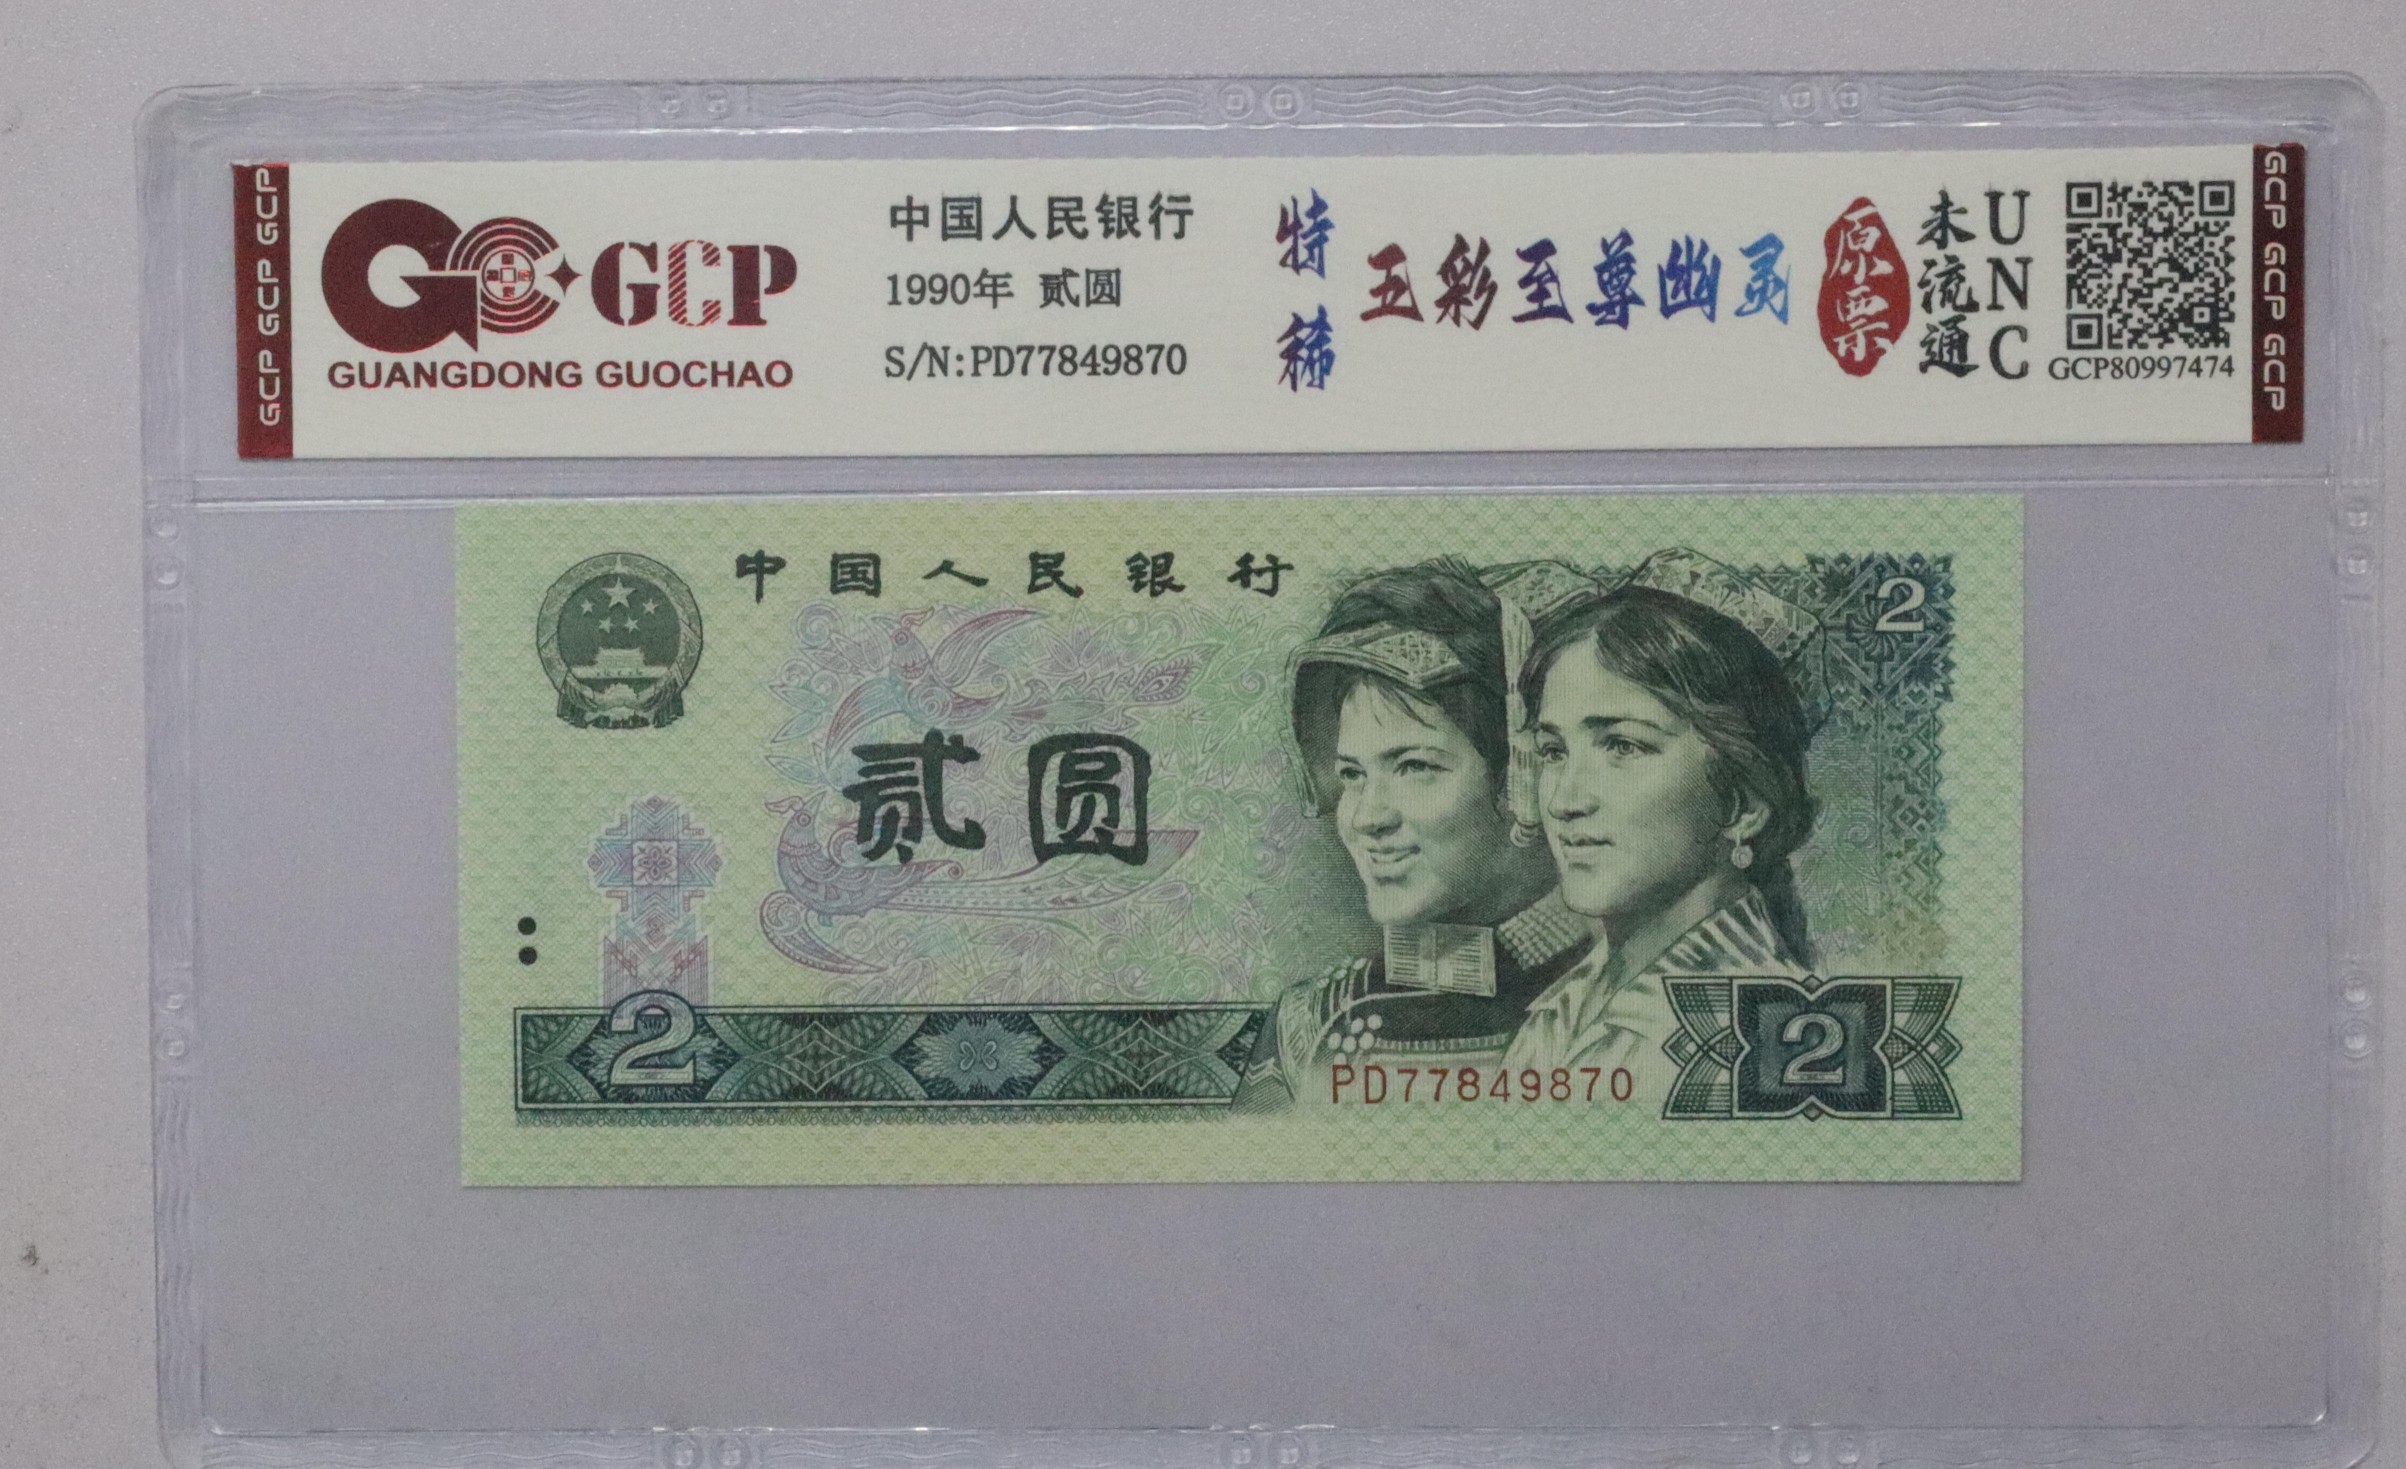 GCP GCP GCP
GCP
GUANGDONG GUOCHAO
中国人民银行
1990年 贰圆
S/N:PD77849870
特稀
五彩至尊幽灵
原票
未流通
UNC
GCP80997474
GCP GCP GCP
中国人民银行
2
贰圆
2
PD77849870
2